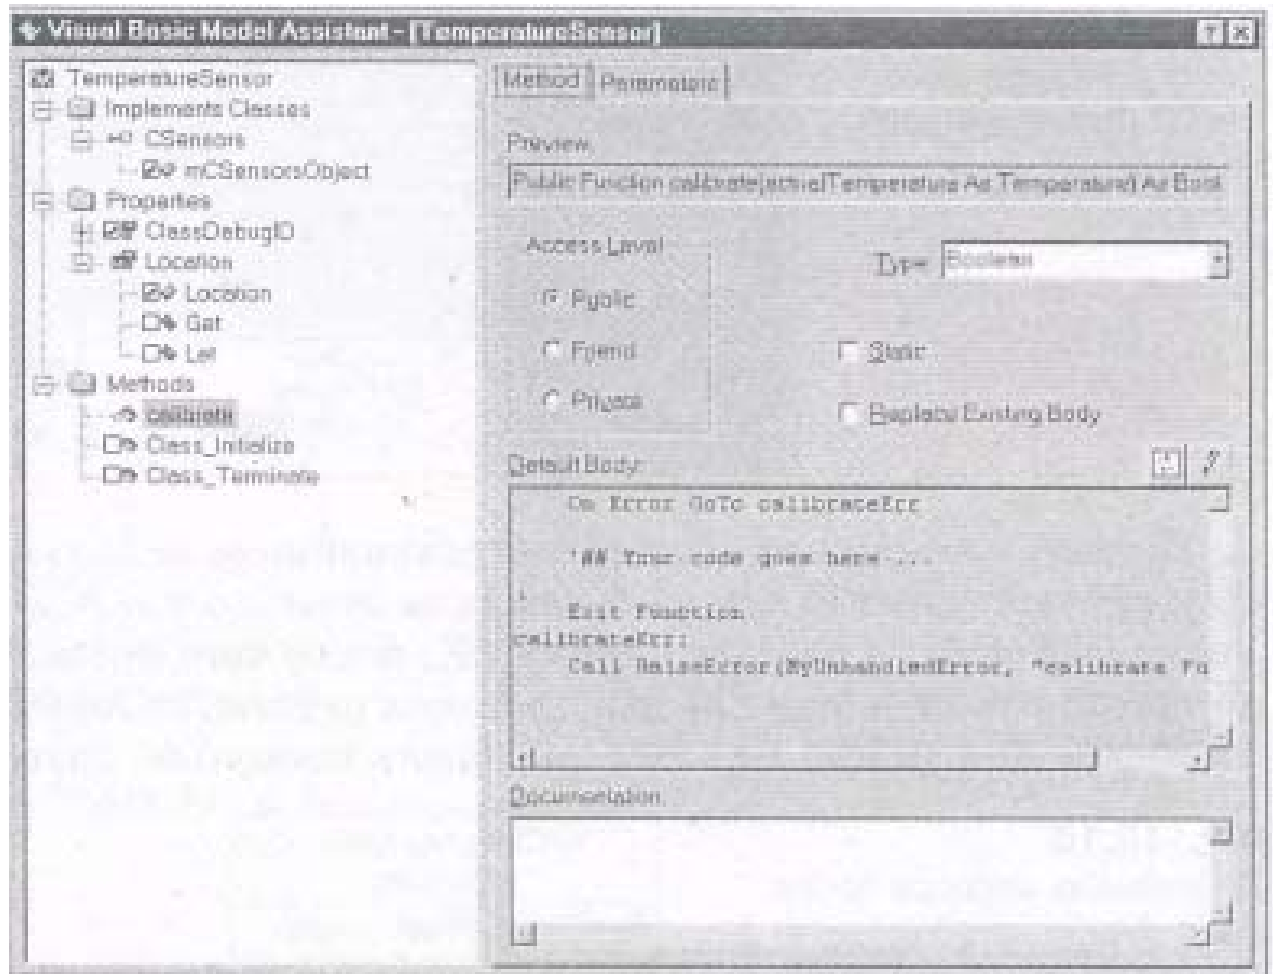 Visual Basic Model Assistant - [TemperatureSensor]
TemperatureSensor
Implements Classes
CSensors
mCSensorsObject
Properties
ClassDebugID
Location
Location
Get
Let
Methods
calibrate
Class_Initialize
Class_Terminate
Method
Parameters
Preview:
Public Function calibrate(actualTemperature As Temperature) As Bool
Access Level
Public
Friend
Private
Type
Boolean
Static
Replace Existing Body
Default Body:
On Error GoTo calibrateErr
'## Your code goes here ...
Exit Function
calibrateErr:
Call RaiseError(MyUnhandledError, "calibrate Fu
Documentation: